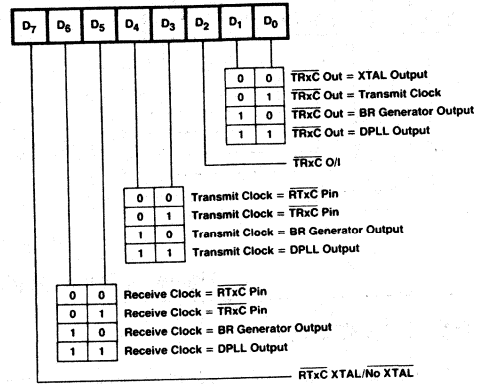 D7 D6 D5 D4 D3 D2 D1 D0
0 0 TRxC Out = XTAL Output
0 1 TRxC Out = Transmit Clock
1 0 TRxC Out = BR Generator Output
1 1 TRxC Out = DPLL Output
TRxC O/I
0 0 Transmit Clock = RTxC Pin
0 1 Transmit Clock = TRxC Pin
1 0 Transmit Clock = BR Generator Output
1 1 Transmit Clock = DPLL Output
0 0 Receive Clock = RTxC Pin
0 1 Receive Clock = TRxC Pin
1 0 Receive Clock = BR Generator Output
1 1 Receive Clock = DPLL Output
RTxC XTAL/No XTAL